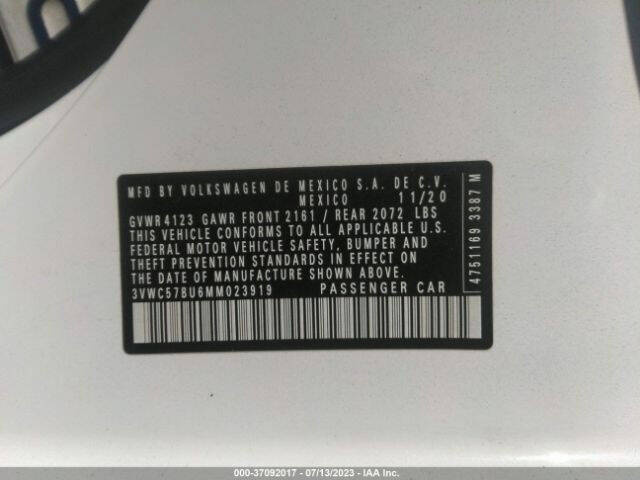 MFD BY VOLKSWAGEN DE MEXICO S.A. DE C.V.
MEXICO 11/20
GVWR 4123 GAWR FRONT 2161 / REAR 2072 LBS
THIS VEHICLE CONFORMS TO ALL APPLICABLE U.S.
FEDERAL MOTOR VEHICLE SAFETY, BUMPER AND
THEFT PREVENTION STANDARDS IN EFFECT ON
THE DATE OF MANUFACTURE SHOWN ABOVE.
3VWC57BU6MM023919 PASSENGER CAR
4751169 3387 M
000-37092017 - 07/13/2023 - IAA Inc.